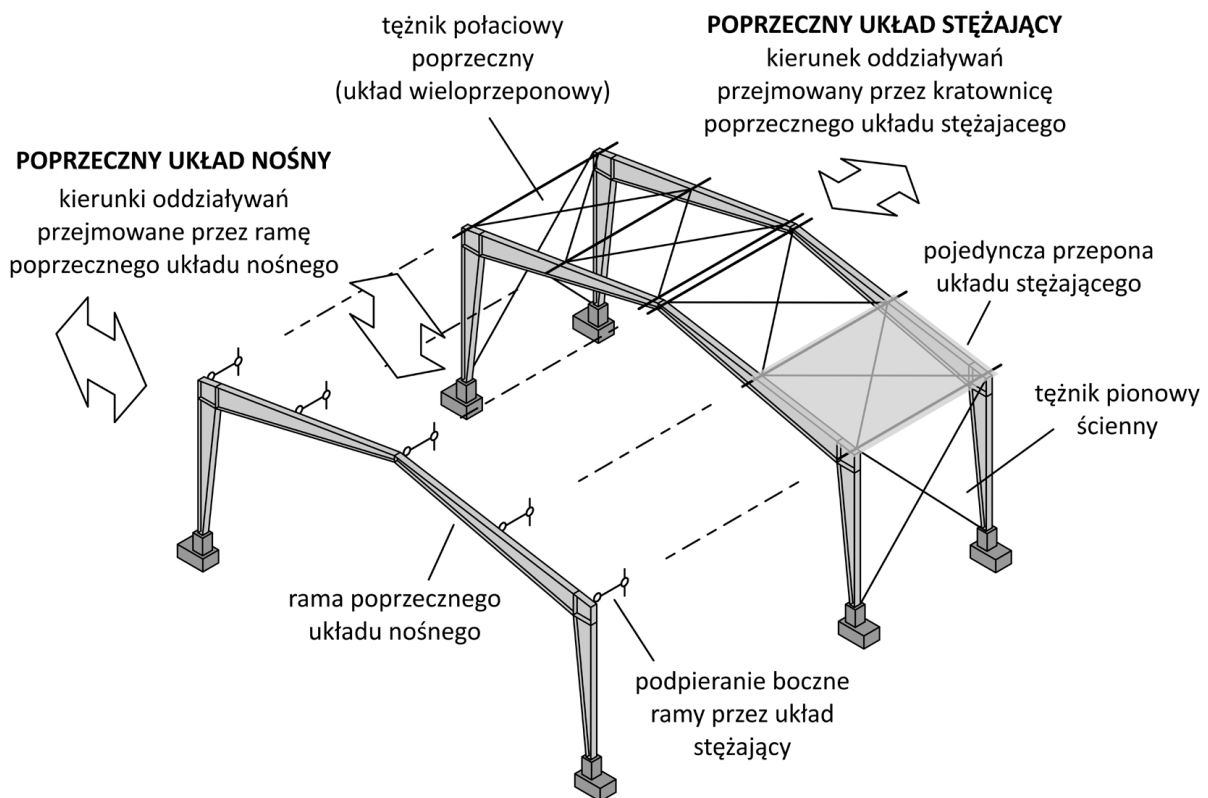 tężnik połaciowy
poprzeczny
(układ wieloprzeponowy)
POPRZECZNY UKŁAD STĘŻAJĄCY
kierunek oddziaływań
przejmowany przez kratownicę
poprzecznego układu stężajacego
POPRZECZNY UKŁAD NOŚNY
kierunki oddziaływań
przejmowane przez ramę
poprzecznego układu nośnego
pojedyncza przepona
układu stężającego
tężnik pionowy
ścienny
rama poprzecznego
układu nośnego
podpieranie boczne
ramy przez układ
stężający